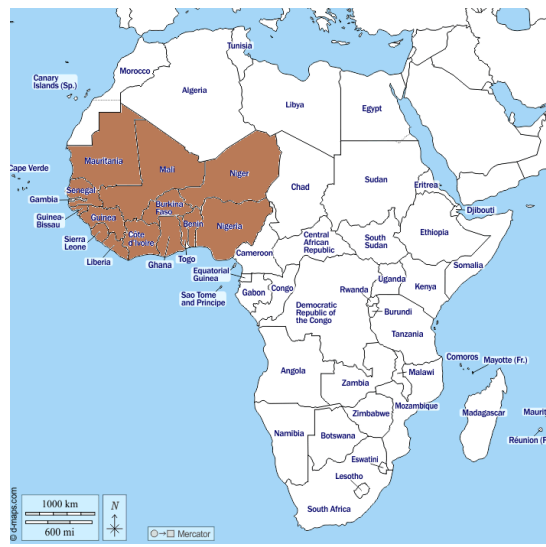 Tunisia
Morocco
Canary
Islands (Sp.)
Algeria
Libya
Egypt
Mauritania
Mali
Niger
Cape Verde
Chad
Sudan
Eritrea
Senegal
Gambia
Burkina
Faso
Djibouti
Guinea-
Bissau
Guinea
Benin
Nigeria
Cote
d'Ivoire
Sierra
Leone
Central
African
Republic
South
Sudan
Ethiopia
Liberia
Ghana
Togo
Cameroon
Somalia
Equatorial
Guinea
Uganda
Kenya
Gabon
Congo
Rwanda
Sao Tome
and Principe
Democratic
Republic of
the Congo
Burundi
Tanzania
Comoros
Mayotte (Fr.)
Angola
Malawi
Zambia
Mozambique
Madagascar
Maurit
Zimbabwe
Namibia
Botswana
Réunion (F
Eswatini
Lesotho
South Africa
1000 km
600 mi
N
Mercator
© d-maps.com